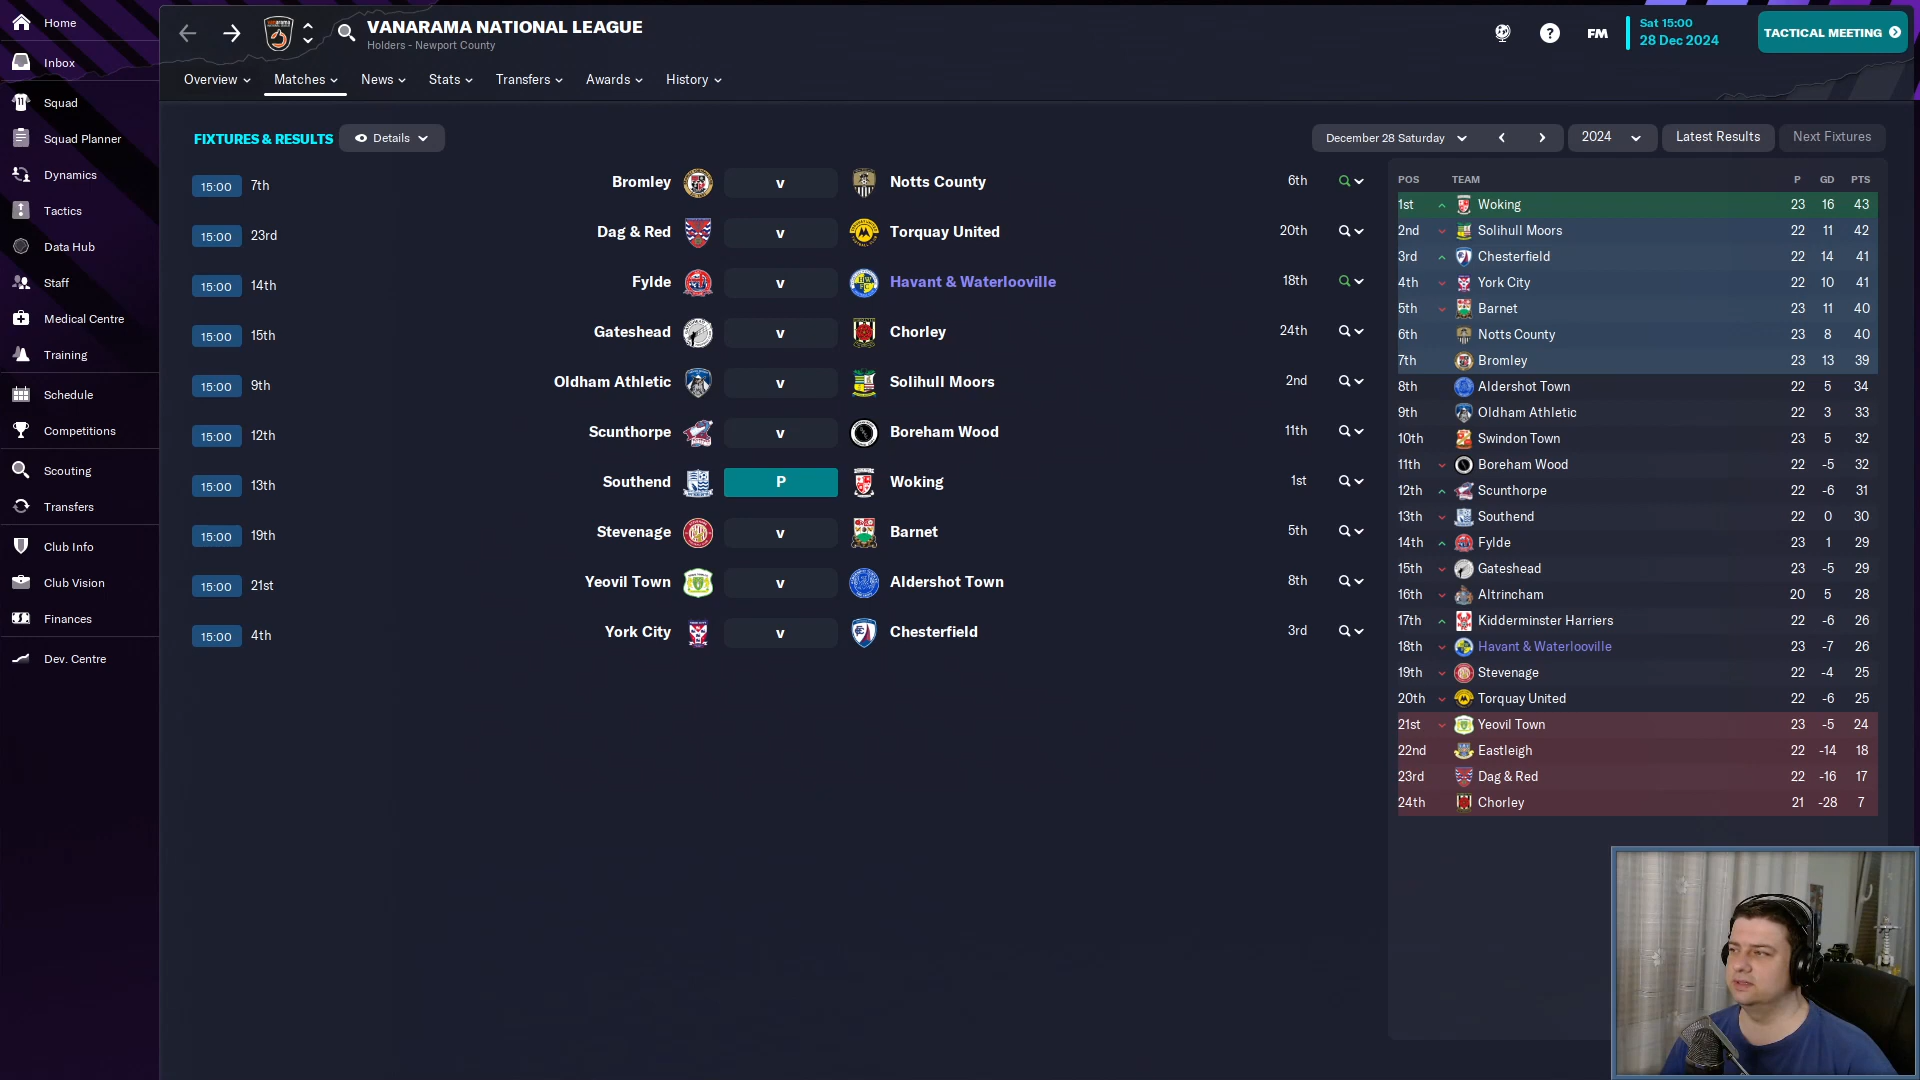 Home
Inbox
Squad
Squad Planner
Dynamics
Tactics
Data Hub
Staff
Medical Centre
Training
Schedule
Competitions
Scouting
Transfers
Club Info
Club Vision
Finances
Dev. Centre
VANARAMA NATIONAL LEAGUE
Holders - Newport County
FM
Sat 15:00
28 Dec 2024
TACTICAL MEETING
Overview Matches News Stats Transfers Awards History
FIXTURES & RESULTS Details
December 28 Saturday 2024 Latest Results Next Fixtures
15:00 7th Bromley v Notts County 6th
15:00 23rd Dag & Red v Torquay United 20th
15:00 14th Fylde v Havant & Waterlooville 18th
15:00 15th Gateshead v Chorley 24th
15:00 9th Oldham Athletic v Solihull Moors 2nd
15:00 12th Scunthorpe v Boreham Wood 11th
15:00 13th Southend P Woking 1st
15:00 19th Stevenage v Barnet 5th
15:00 21st Yeovil Town v Aldershot Town 8th
15:00 4th York City v Chesterfield 3rd
POS TEAM P GD PTS
1st Woking 23 16 43
2nd Solihull Moors 22 11 42
3rd Chesterfield 22 14 41
4th York City 22 10 41
5th Barnet 23 11 40
6th Notts County 23 8 40
7th Bromley 23 13 39
8th Aldershot Town 22 5 34
9th Oldham Athletic 22 3 33
10th Swindon Town 23 5 32
11th Boreham Wood 22 -5 32
12th Scunthorpe 22 -6 31
13th Southend 22 0 30
14th Fylde 23 1 29
15th Gateshead 23 -5 29
16th Altrincham 20 5 28
17th Kidderminster Harriers 22 -6 26
18th Havant & Waterlooville 23 -7 26
19th Stevenage 22 -4 25
20th Torquay United 22 -6 25
21st Yeovil Town 23 -5 24
22nd Eastleigh 22 -14 18
23rd Dag & Red 22 -16 17
24th Chorley 21 -28 7